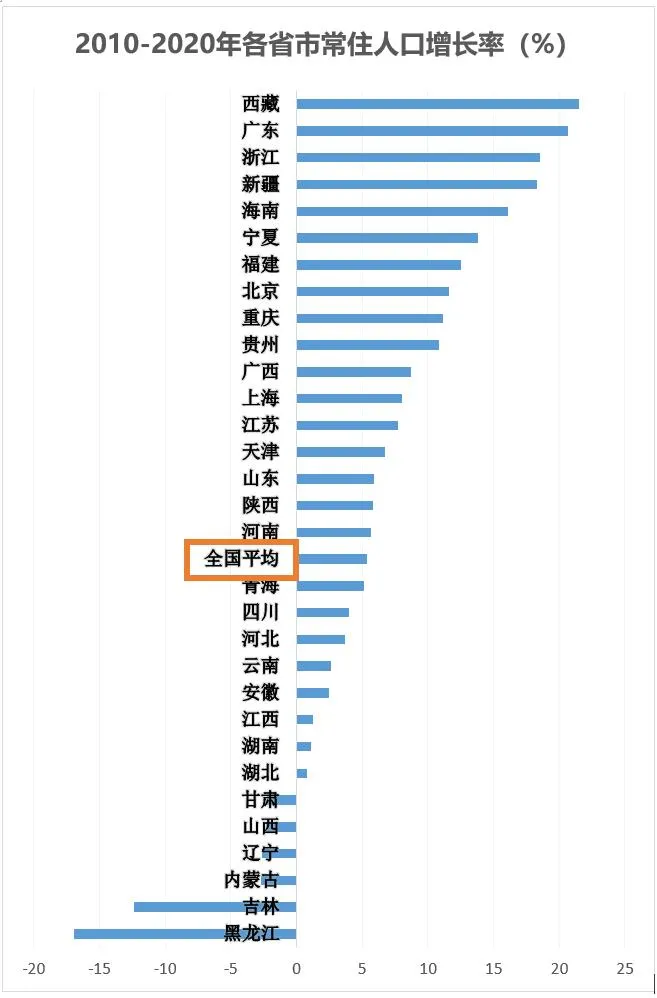 2010-2020年各省市常住人口增长率（%）
西藏
广东
浙江
新疆
海南
宁夏
福建
北京
重庆
贵州
广西
上海
江苏
天津
山东
陕西
河南
全国平均
青海
四川
河北
云南
安徽
江西
湖南
湖北
甘肃
山西
辽宁
内蒙古
吉林
黑龙江
-20 -15 -10 -5 0 5 10 15 20 25